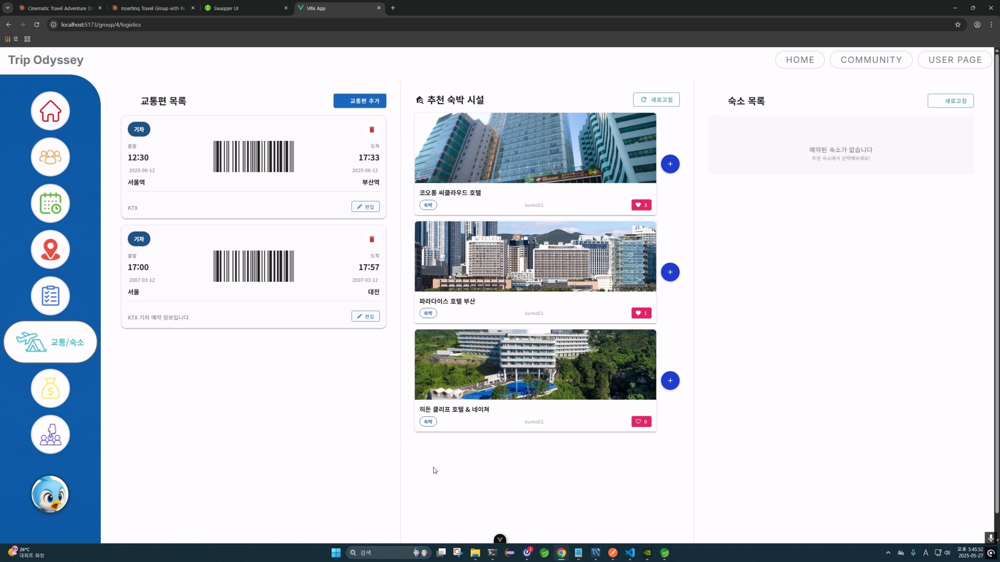 Cinematic Travel Adventure Sh
Inserting Travel Group with Nu
Swagger UI
Vite App
localhost:5173/group/4/logistics
앱
Trip Odyssey
HOME
COMMUNITY
USER PAGE
교통/숙소
교통편 목록
교통편 추가
기차
출발
도착
12:30
17:33
2025-06-12
2025-06-12
서울역
부산역
KTX
편집
기차
출발
도착
17:00
17:57
2007-03-12
2007-03-12
서울
대전
KTX 기차 예약 정보입니다
편집
추천 숙박 시설
새로고침
MASSAGE
코오롱 씨클라우드 호텔
숙박
kumo01
3
파라다이스 호텔 부산
숙박
kumo01
1
히든 클리프 호텔 & 네이쳐
숙박
kumo01
0
숙소 목록
새로고침
예약된 숙소가 없습니다
추천 숙소에서 선택해보세요!
9+
26°C
대체로 화창
검색
1
A
오후 5:45:32
2025-05-27